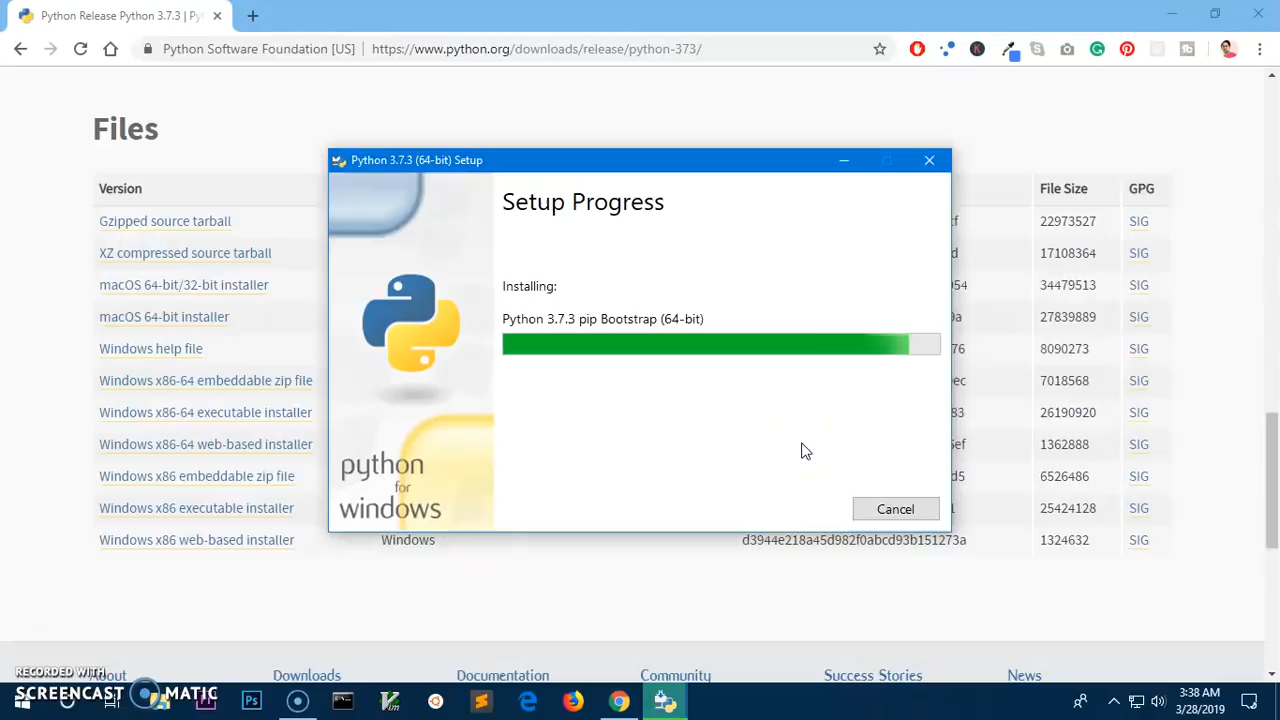 Python Release Python 3.7.3 | Py
Python Software Foundation [US] https://www.python.org/downloads/release/python-373/
Files
Version
File Size
GPG
Gzipped source tarball
22973527
SIG
XZ compressed source tarball
17108364
SIG
macOS 64-bit/32-bit installer
954
34479513
SIG
macOS 64-bit installer
27839889
SIG
Windows help file
76
8090273
SIG
Windows x86-64 embeddable zip file
7018568
SIG
Windows x86-64 executable installer
83
26190920
SIG
Windows x86-64 web-based installer
6ef
1362888
SIG
Windows x86 embeddable zip file
d5
6526486
SIG
Windows x86 executable installer
25424128
SIG
Windows x86 web-based installer
Windows
d3944e218a45d982f0abcd93b151273a
1324632
SIG
Python 3.7.3 (64-bit) Setup
Setup Progress
Installing:
Python 3.7.3 pip Bootstrap (64-bit)
python
for
windows
Cancel
About Downloads Documentation Community Success Stories News
RECORDED WITH
SCREENCAST MATIC
3:38 AM
3/28/2019